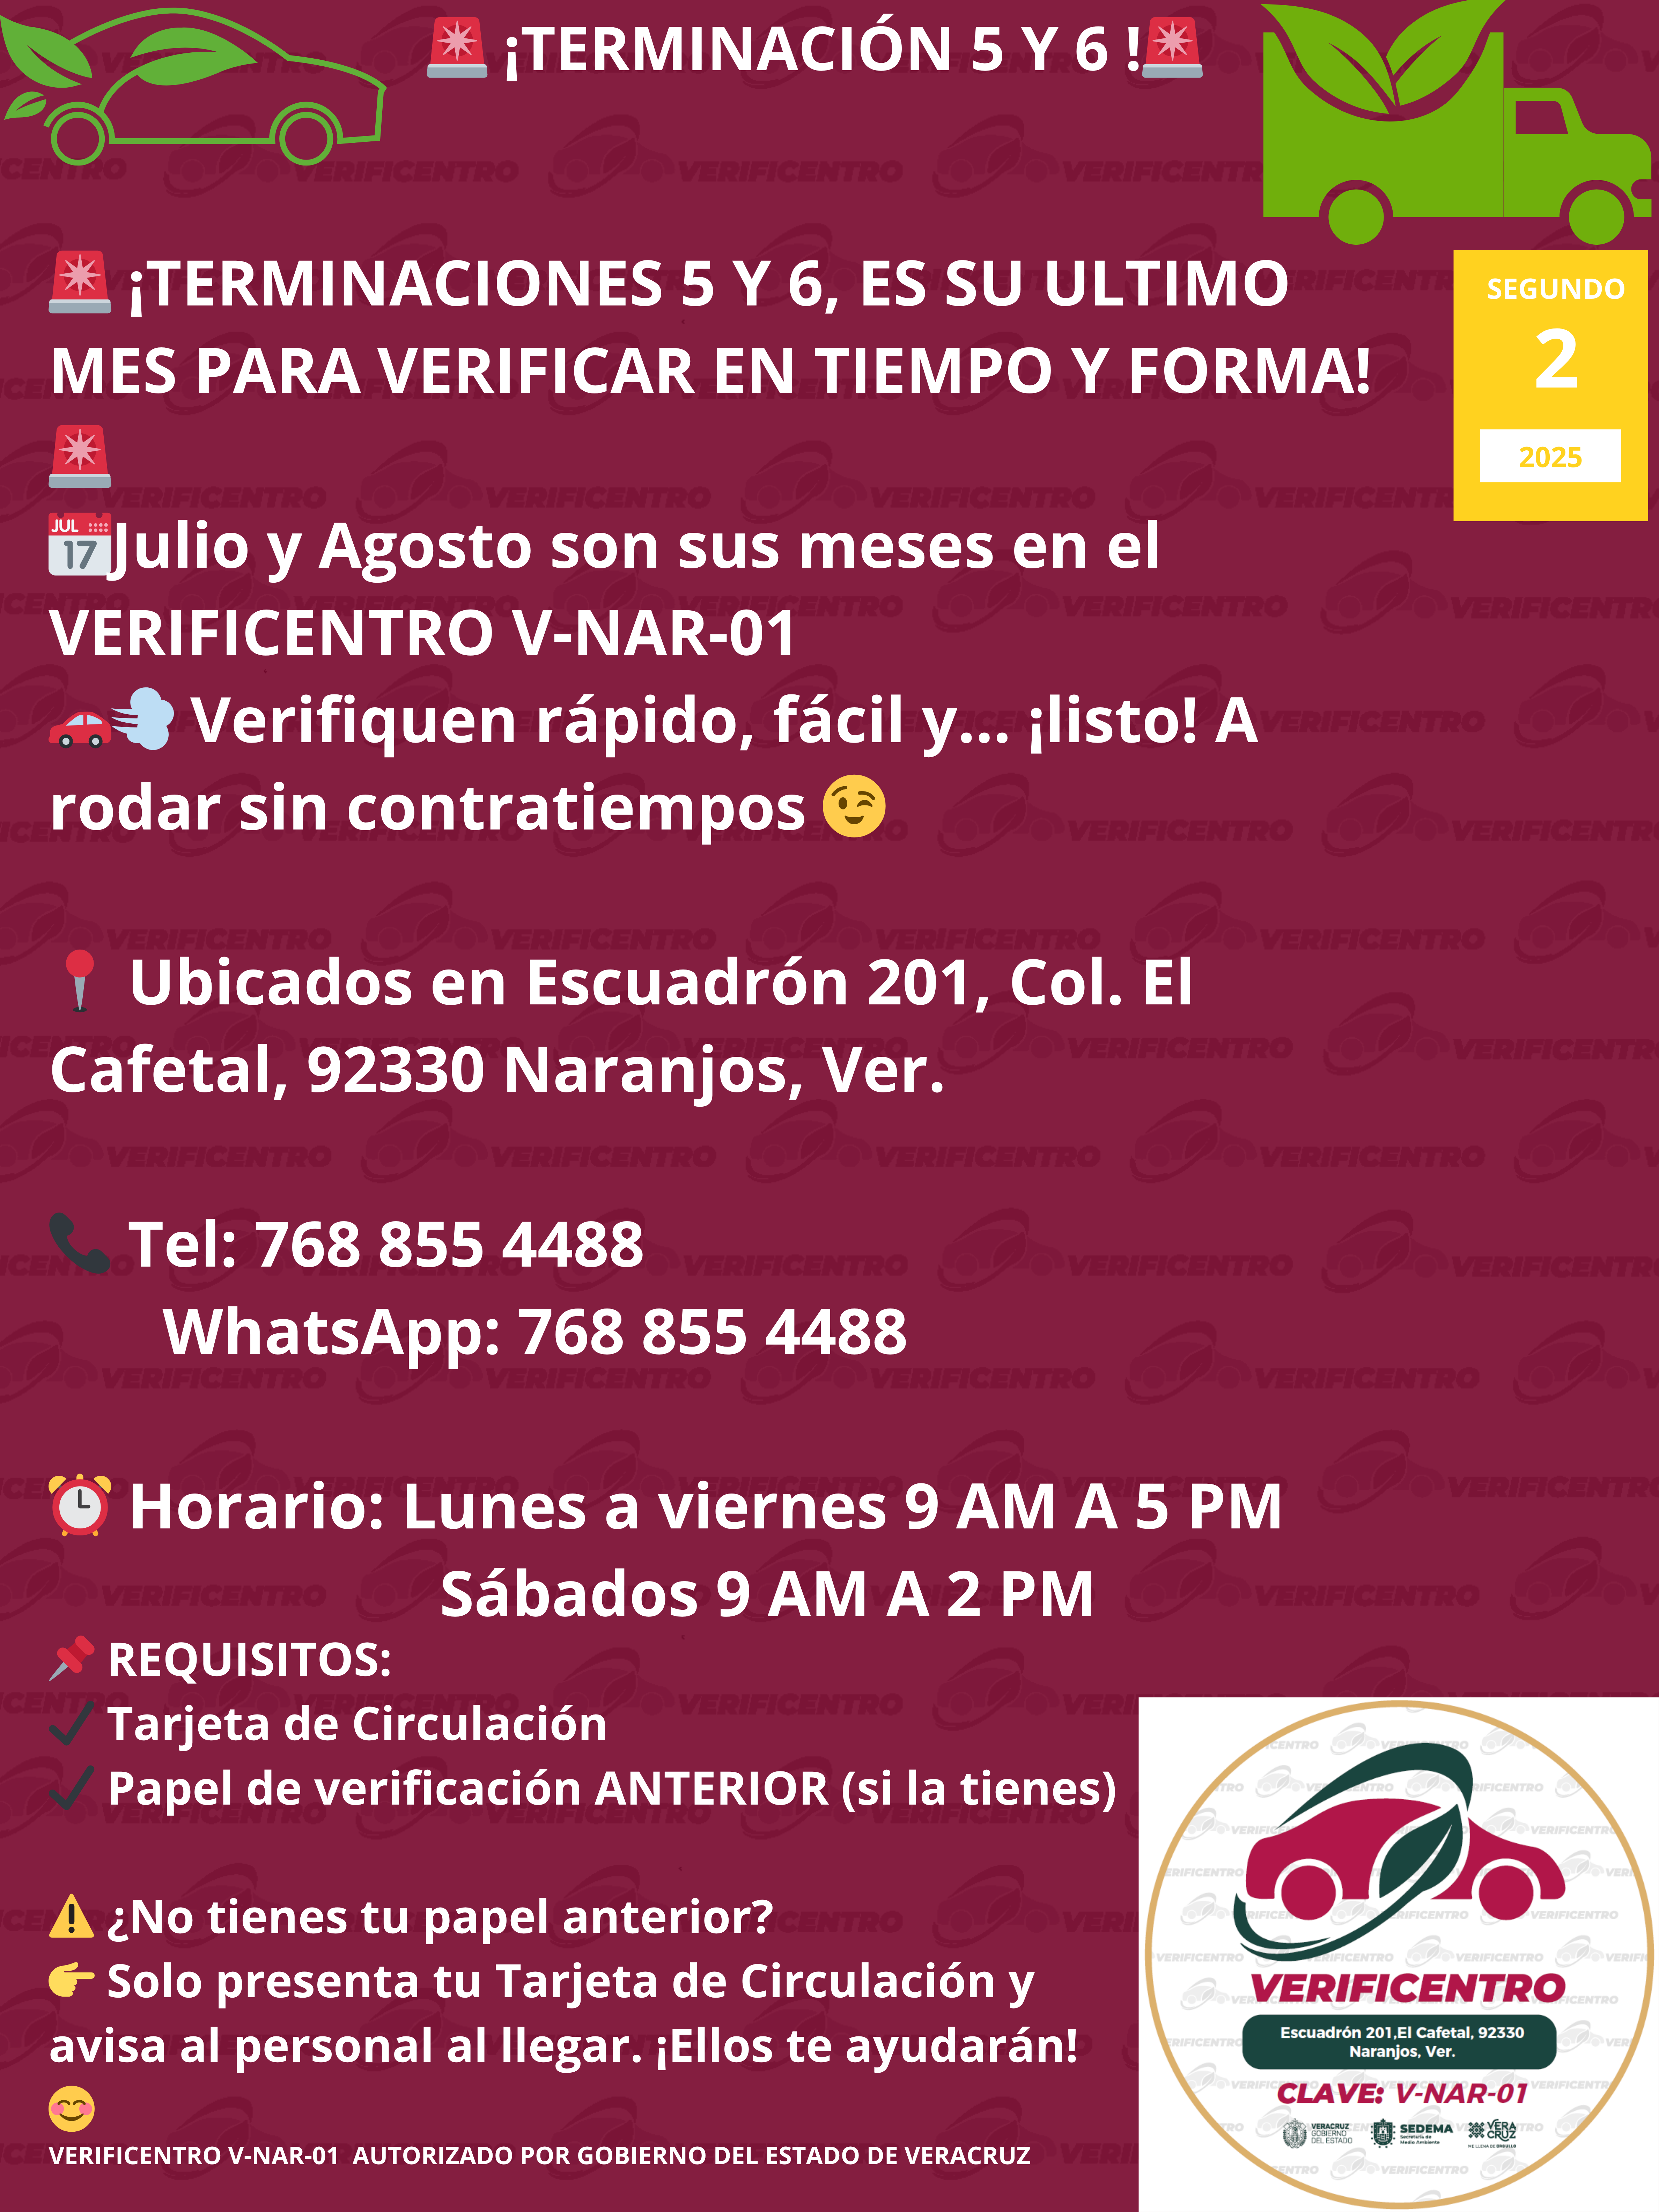 🚨 ¡TERMINACIÓN 5 Y 6 !🚨
🚨 ¡TERMINACIONES 5 Y 6, ES SU ULTIMO
MES PARA VERIFICAR EN TIEMPO Y FORMA!
🚨
SEGUNDO
2
2025
📅Julio y Agosto son sus meses en el
VERIFICENTRO V-NAR-01
🚗💨 Verifiquen rápido, fácil y... ¡listo! A
rodar sin contratiempos 😉
📍 Ubicados en Escuadrón 201, Col. El
Cafetal, 92330 Naranjos, Ver.
📞 Tel: 768 855 4488
WhatsApp: 768 855 4488
⏰ Horario: Lunes a viernes 9 AM A 5 PM
Sábados 9 AM A 2 PM
📌 REQUISITOS:
✔ Tarjeta de Circulación
✔ Papel de verificación ANTERIOR (si la tienes)
⚠ ¿No tienes tu papel anterior?
👉 Solo presenta tu Tarjeta de Circulación y
avisa al personal al llegar. ¡Ellos te ayudarán!
😊
VERIFICENTRO V-NAR-01 AUTORIZADO POR GOBIERNO DEL ESTADO DE VERACRUZ
VERIFICENTRO
Escuadrón 201,El Cafetal, 92330
Naranjos, Ver.
CLAVE: V-NAR-01
VERACRUZ
GOBIERNO
DEL ESTADO
SEDEMA
Secretaría de
Medio Ambiente
VERA
CRUZ
ME LLENA DE ORGULLO